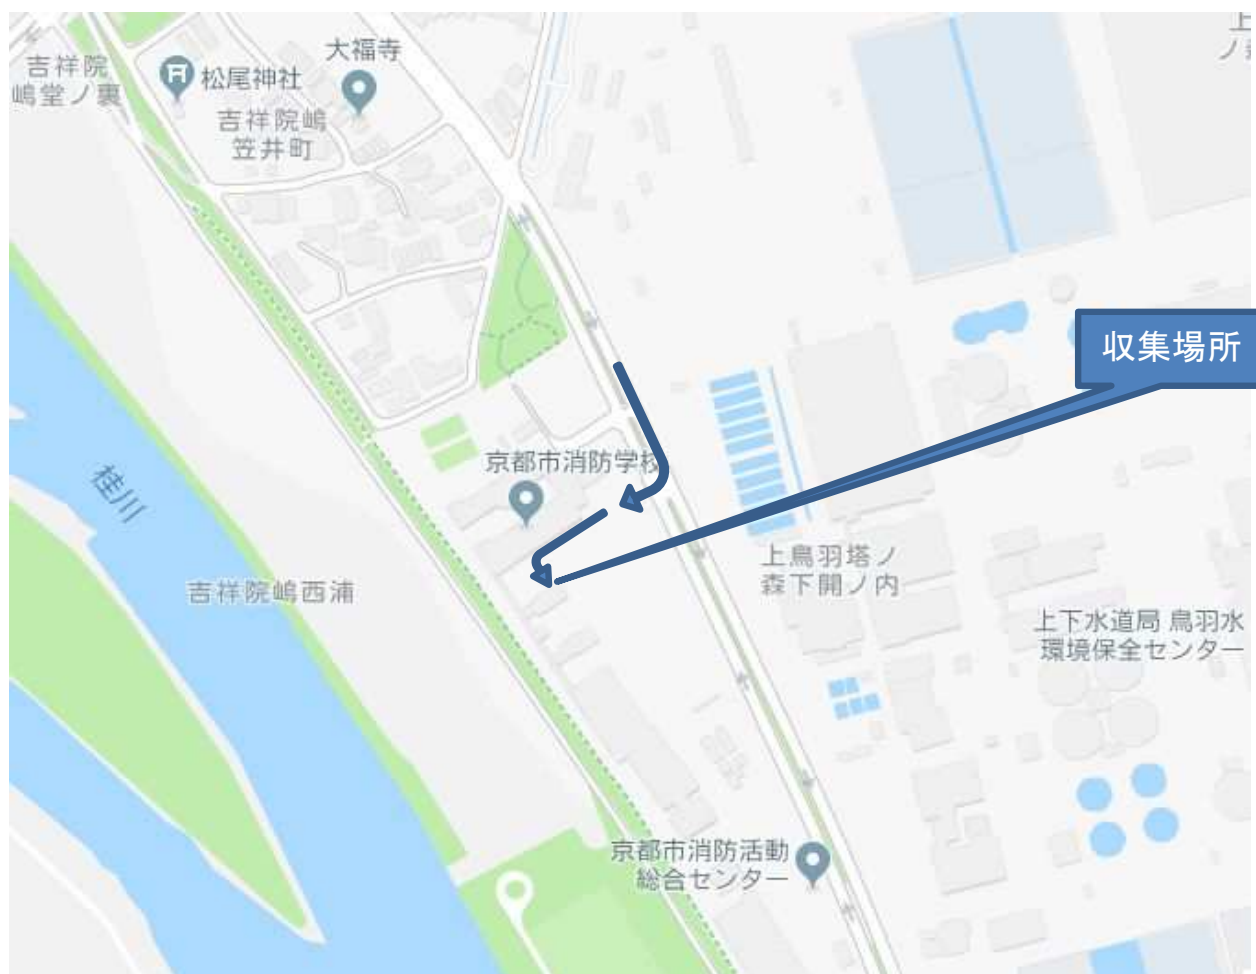 大福寺
吉祥院
嶋堂ノ裏
松尾神社
吉祥院嶋
笠井町
上
収集場所
京都市消防学校
桂川
上鳥羽塔ノ
森下開ノ内
吉祥院嶋西浦
上下水道局 鳥羽水
環境保全センター
京都市消防活動
総合センター